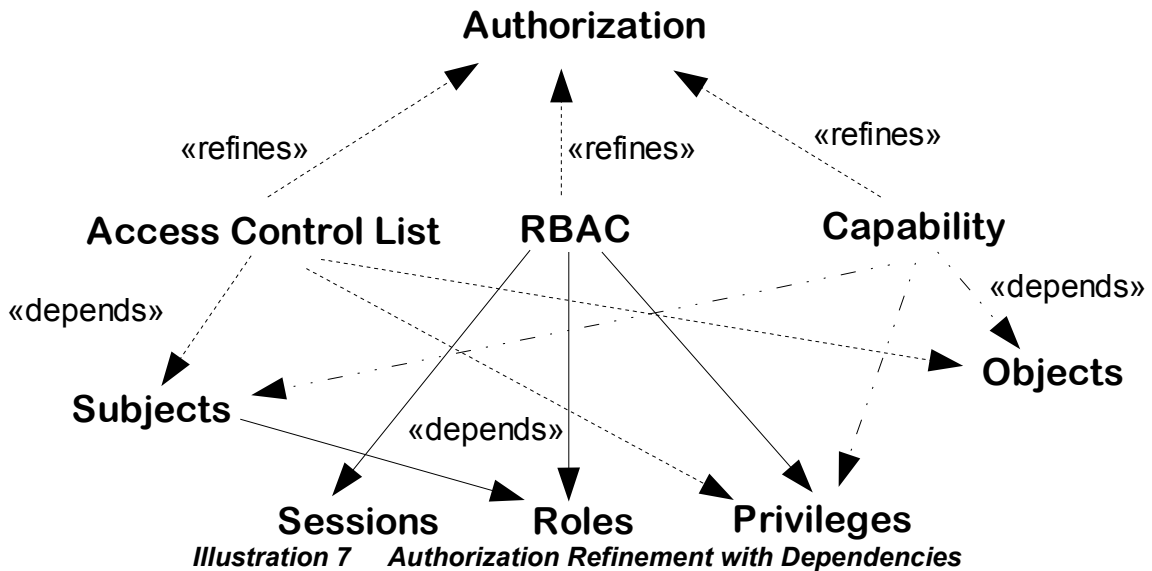 Authorization
«refines»
«refines»
«refines»
Access Control List
RBAC
Capability
«depends»
«depends»
Objects
Subjects
«depends»
Sessions
Roles
Privileges
Illustration 7 Authorization Refinement with Dependencies